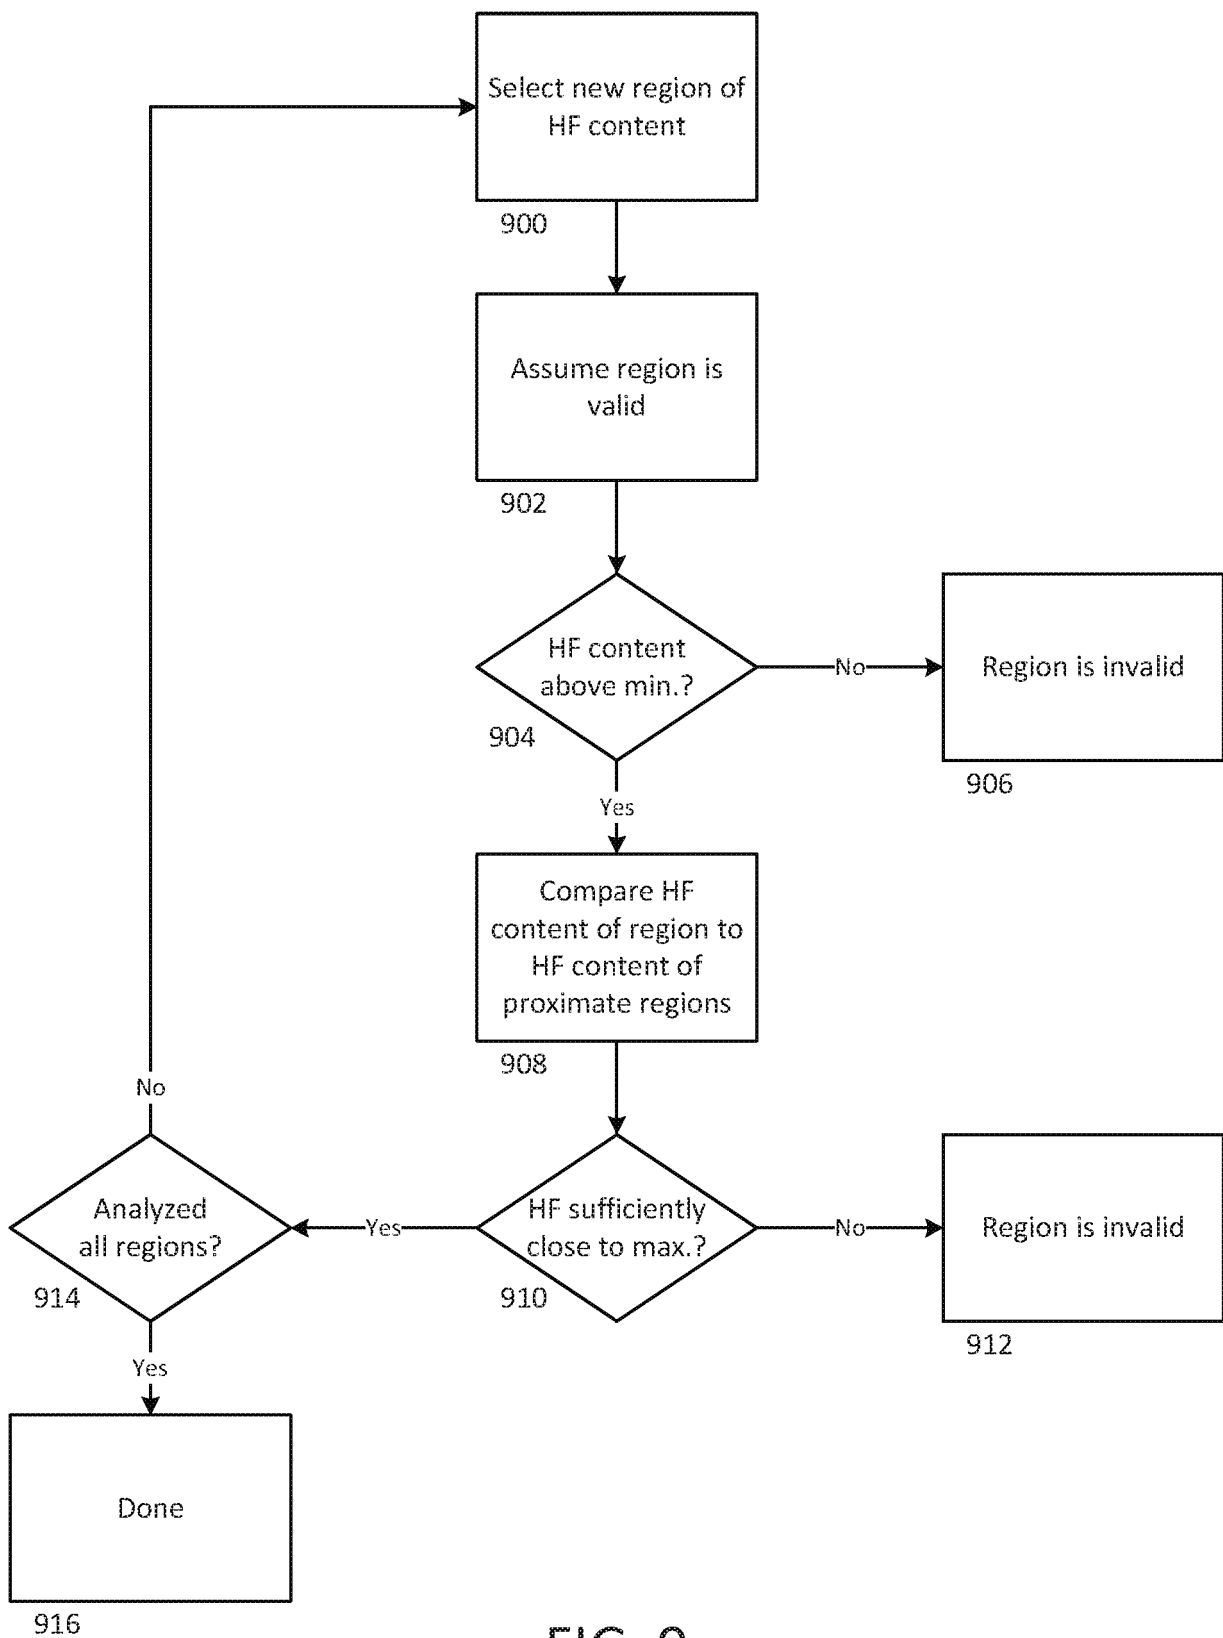 Select new region of
HF content
900
Assume region is
valid
902
HF content
above min.?
904
No
Region is invalid
906
Yes
Compare HF
content of region to
HF content of
proximate regions
908
No
Analyzed
all regions?
914
Yes
HF sufficiently
close to max.?
910
No
Region is invalid
912
Yes
Done
916